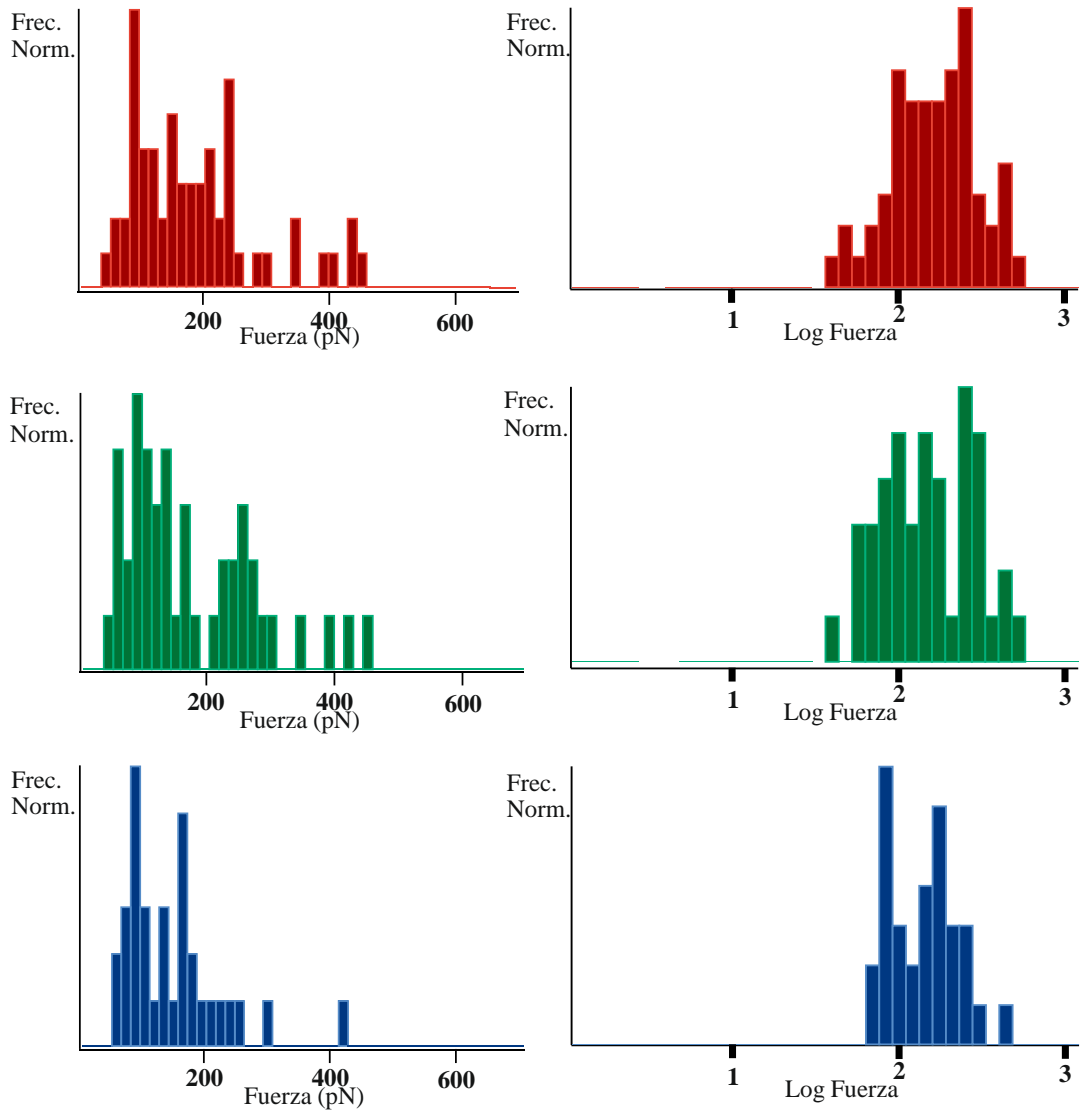 Frec.
Norm.
200
400
600
Fuerza (pN)
Frec.
Norm.
1
2
3
Log Fuerza
Frec.
Norm.
200
400
600
Fuerza (pN)
Frec.
Norm.
1
2
3
Log Fuerza
Frec.
Norm.
200
400
600
Fuerza (pN)
Frec.
Norm.
1
2
3
Log Fuerza